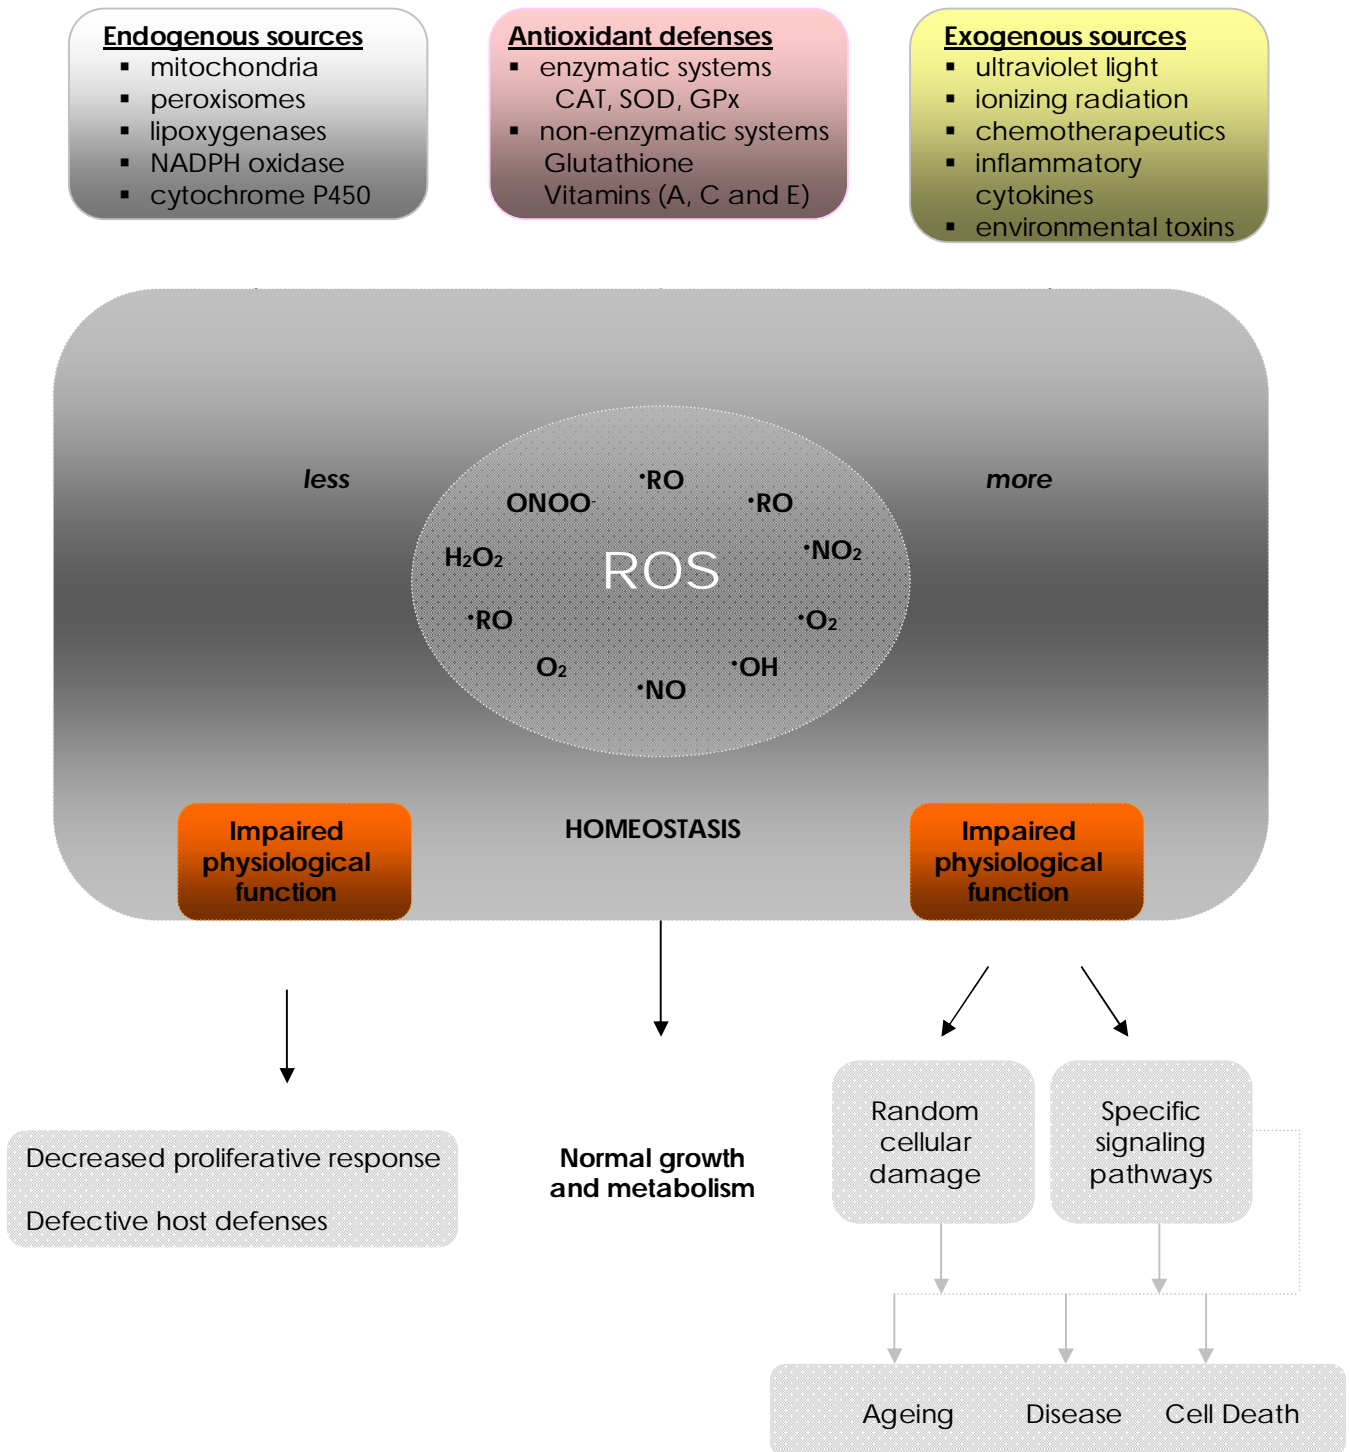 Endogenous sources
▪ mitochondria
▪ peroxisomes
▪ lipoxygenases
▪ NADPH oxidase
▪ cytochrome P450
Antioxidant defenses
▪ enzymatic systems
CAT, SOD, GPx
▪ non-enzymatic systems
Glutathione
Vitamins (A, C and E)
Exogenous sources
▪ ultraviolet light
▪ ionizing radiation
▪ chemotherapeutics
▪ inflammatory
cytokines
▪ environmental toxins
less
more
•RO
ONOO-
•RO
H₂O₂
ROS
•NO₂
•RO
•O₂
O₂
•NO
•OH
Impaired
physiological
function
HOMEOSTASIS
Impaired
physiological
function
Decreased proliferative response
Defective host defenses
Normal growth
and metabolism
Random
cellular
damage
Specific
signaling
pathways
Ageing
Disease
Cell Death